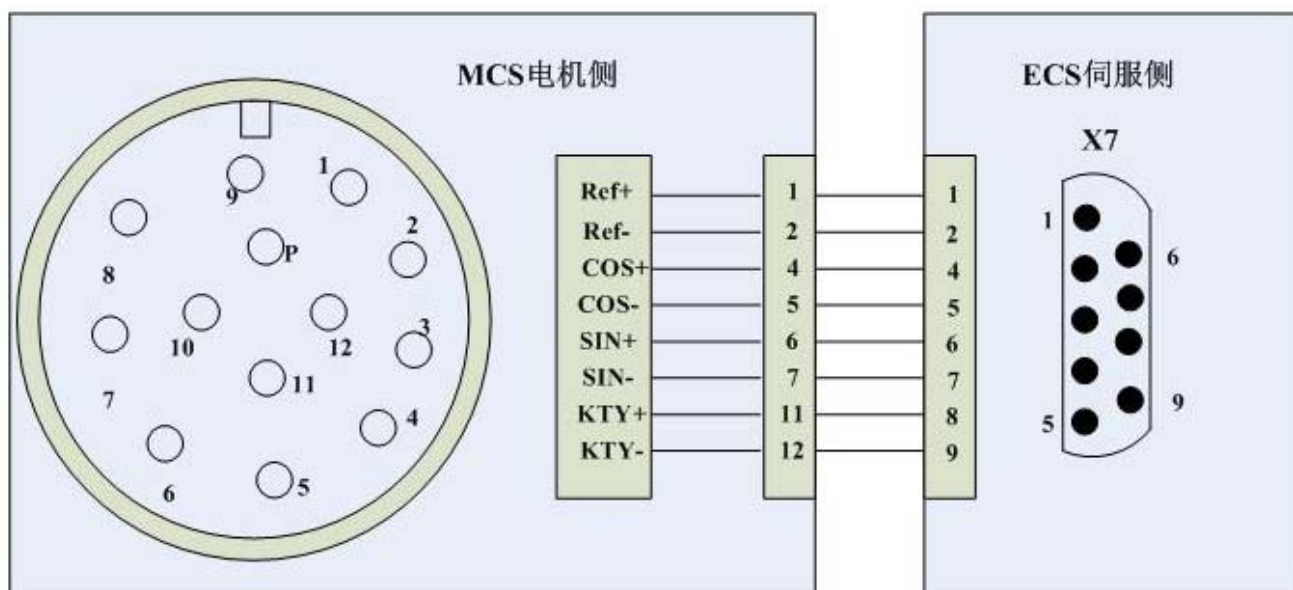 MCS电机侧
ECS伺服侧
X7
9
1
2
P
8
3
10
12
11
7
4
6
5
Ref+ 1 1
Ref- 2 2
COS+ 4 4
COS- 5 5
SIN+ 6 6
SIN- 7 7
KTY+ 11 8
KTY- 12 9
1
6
5
9